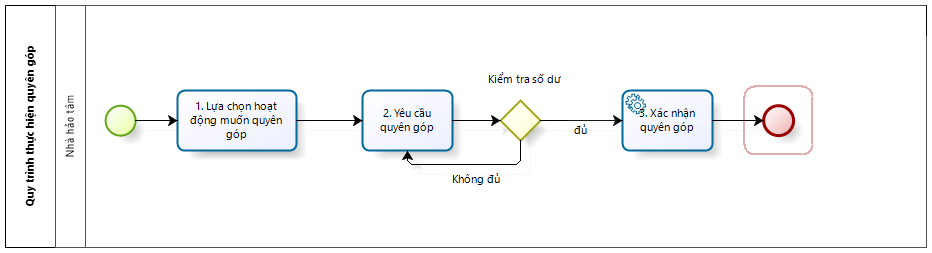 Quy trình thực hiện quyên góp
Nhà hảo tâm
1. Lựa chọn hoạt
động muốn quyên
góp
2. Yêu cầu
quyên góp
Kiểm tra số dư
đủ
Không đủ
3. Xác nhận
quyên góp